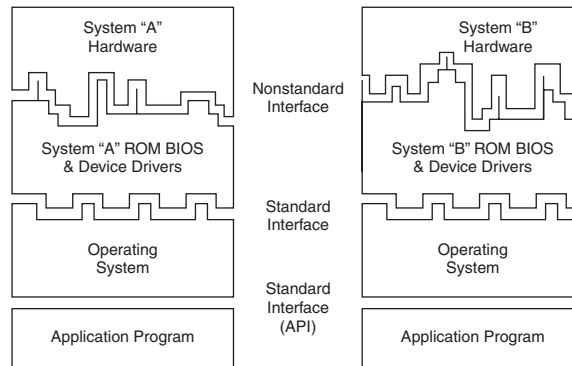 System “A”
Hardware
System “B”
Hardware
Nonstandard
Interface
System “A” ROM BIOS
& Device Drivers
System “B” ROM BIOS
& Device Drivers
Standard
Interface
Operating
System
Operating
System
Standard
Interface
(API)
Application Program
Application Program